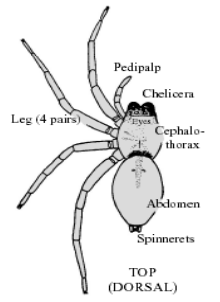 Pedipalp
Chelicera
Eyes
Leg (4 pairs)
Cephalo-
thorax
Abdomen
Spinnerets
TOP
(DORSAL)